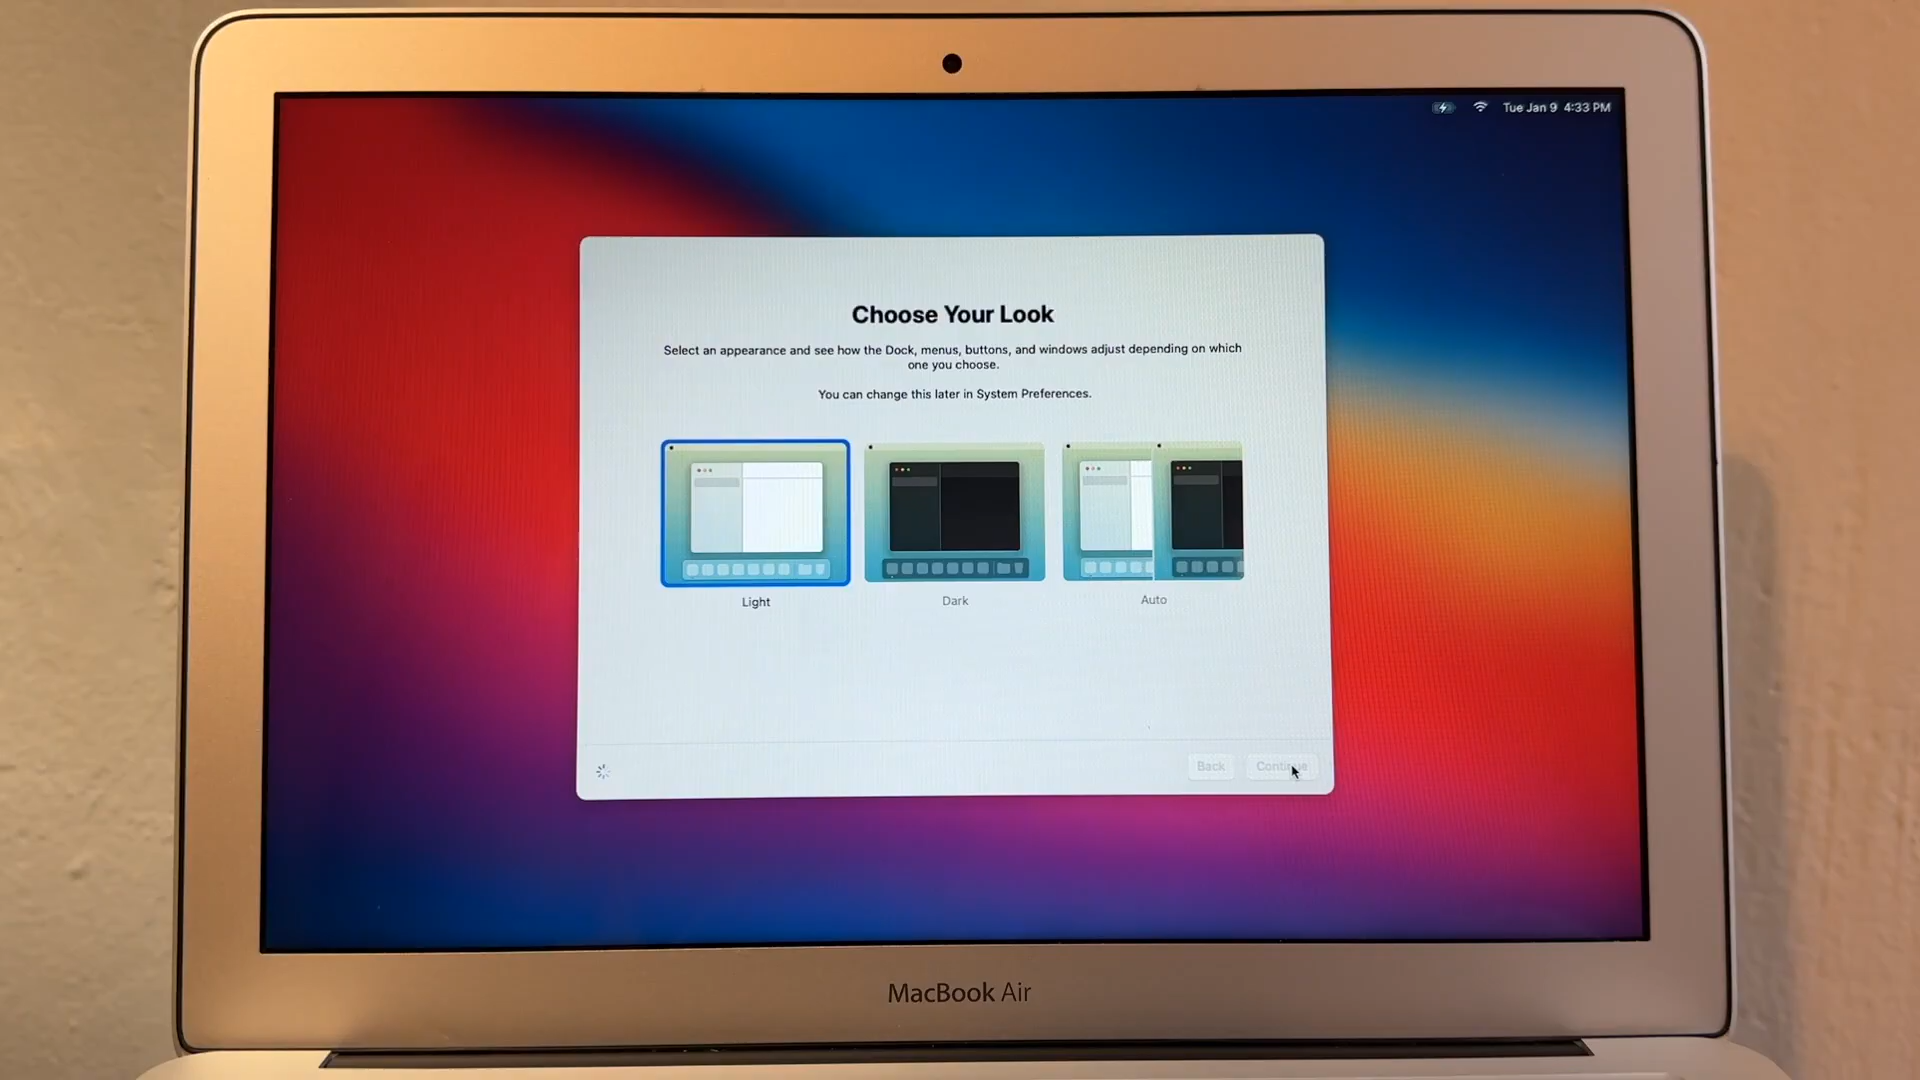 Tue Jan 9 4:33 PM
Choose Your Look
Select an appearance and see how the Dock, menus, buttons, and windows adjust depending on which
one you choose.
You can change this later in System Preferences.
Light
Dark
Auto
Back
Continue
MacBook Air